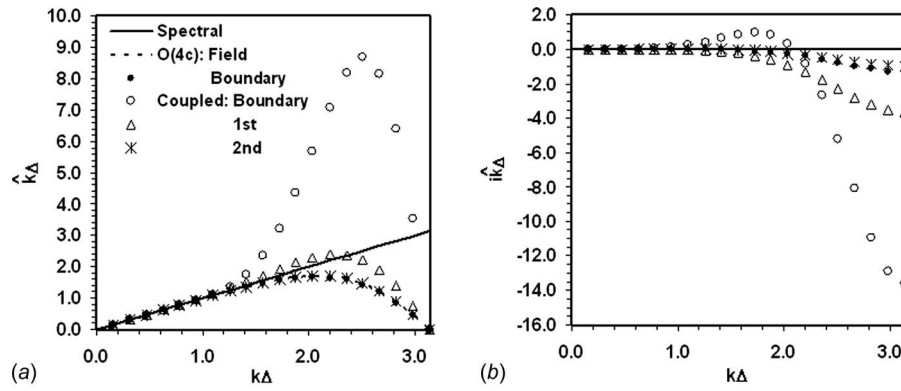 10.0
9.0
8.0
7.0
6.0
5.0
4.0
3.0
2.0
1.0
0.0
k̂Δ
Spectral
O(4c): Field
Boundary
Coupled: Boundary
1st
2nd
0.0 1.0 2.0 3.0
kΔ
(a)
2.0
0.0
-2.0
-4.0
-6.0
-8.0
-10.0
-12.0
-14.0
-16.0
ik̂Δ
0.0 1.0 2.0 3.0
kΔ
(b)